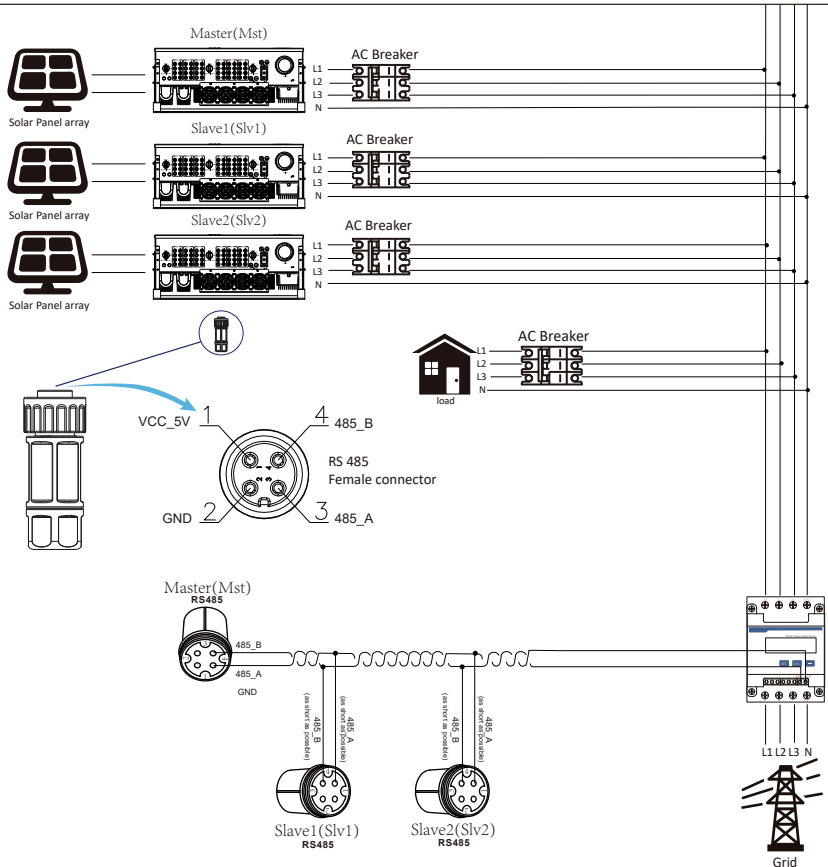 Master(Mst)
AC Breaker
L1
L2
L3
N
Solar Panel array
Slave1(Slv1)
AC Breaker
L1
L2
L3
N
Solar Panel array
Slave2(Slv2)
AC Breaker
L1
L2
L3
N
Solar Panel array
AC Breaker
L1
L2
L3
N
load
VCC_5V 1
4 485_B
RS 485
Female connector
GND 2
3 485_A
1 4
2 3
Master(Mst)
RS485
485_B
485_A
GND
485_B
(as short as possible)
485_A
(as short as possible)
485_B
(as short as possible)
485_A
(as short as possible)
Slave1(Slv1)
RS485
Slave2(Slv2)
RS485
L1 L2 L3 N
Grid